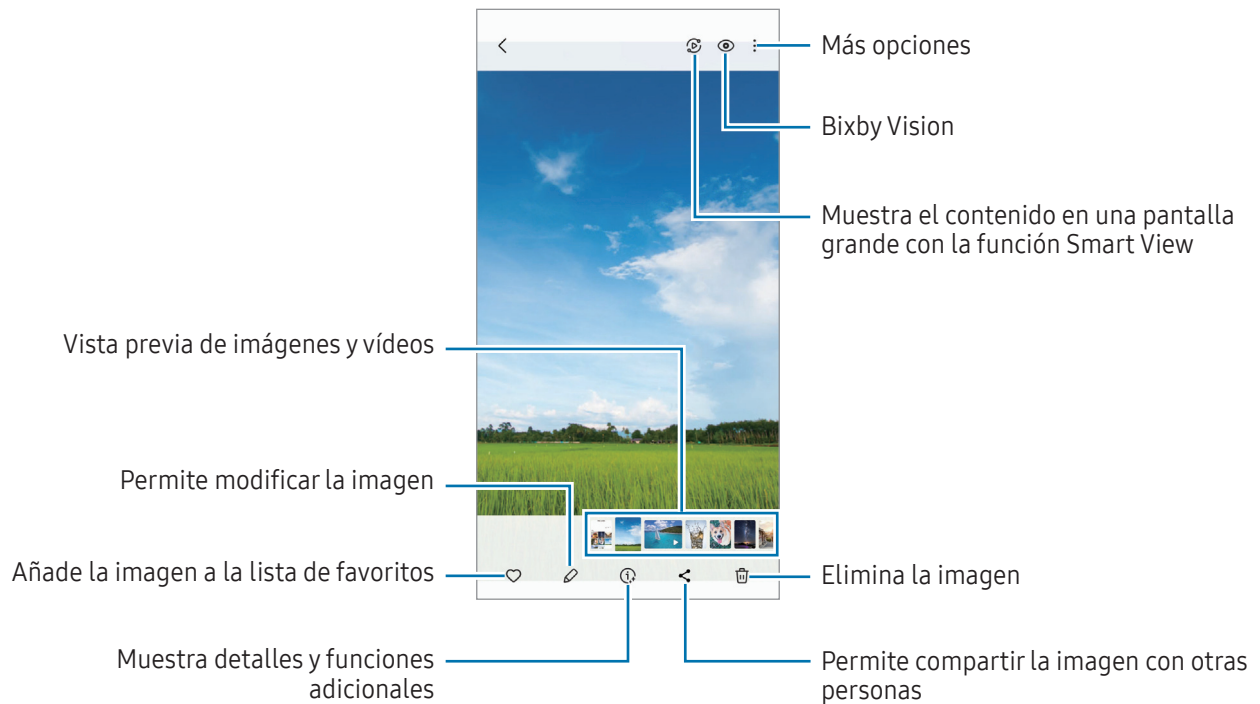 Más opciones
Bixby Vision
Muestra el contenido en una pantalla
grande con la función Smart View
Vista previa de imágenes y vídeos
Permite modificar la imagen
Añade la imagen a la lista de favoritos
Elimina la imagen
Muestra detalles y funciones
adicionales
Permite compartir la imagen con otras
personas